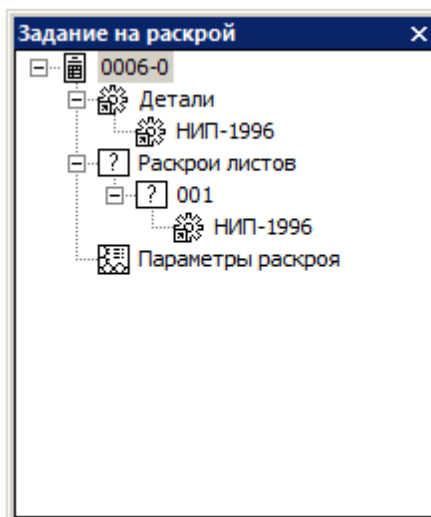 Задание на раскрой
0006-0
Детали
НИП-1996
Раскрои листов
001
НИП-1996
Параметры раскроя